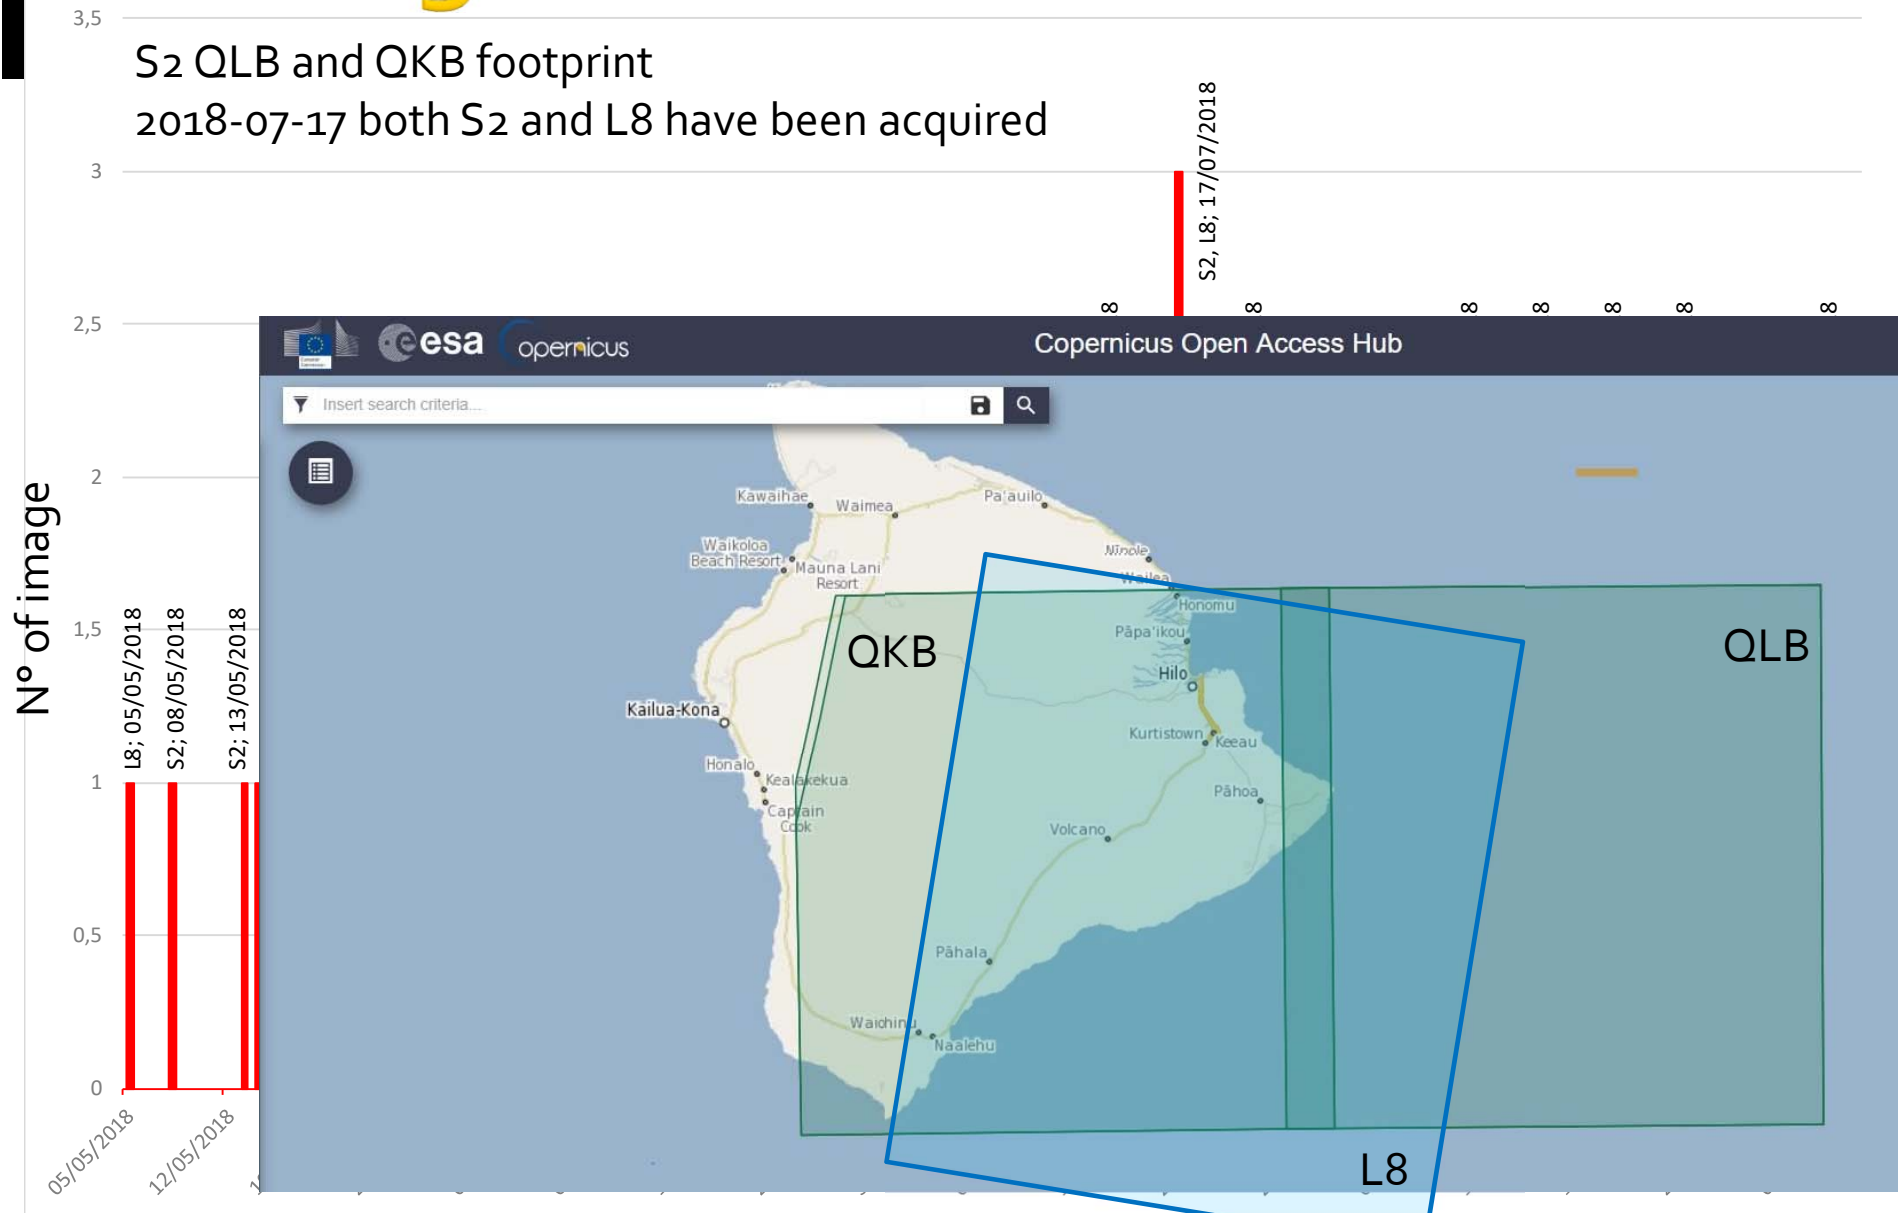 3,5
S2 QLB and QKB footprint
2018-07-17 both S2 and L8 have been acquired
S2, L8; 17/07/2018
3
8
8
8
8
8
8
8
2,5
esa
opernicus
Copernicus Open Access Hub
Insert search criteria...
2
Kawaihae
Waimea
Pa'auilo
Waikoloa
Beach Resort
Mauna Lani
Resort
Ninole
Wailea
Honomu
Pāpa'ikou
QKB
QLB
Hilo
Kailua-Kona
Kurtistown
Keeau
Honalo
Kealakekua
Captain
Cook
Pāhoa
Volcano
Pāhala
Waiohinu
Naalehu
L8
N° of image
1,5
L8; 05/05/2018
S2; 08/05/2018
S2; 13/05/2018
1
0,5
0
05/05/2018
12/05/2018